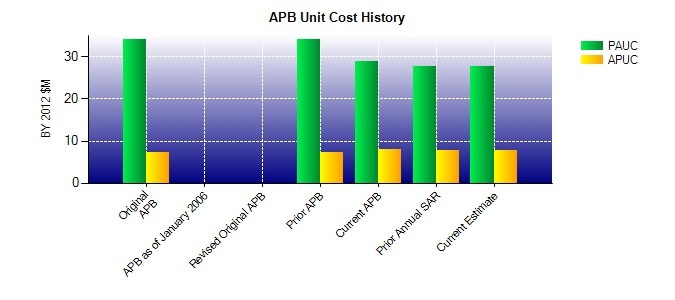 APB Unit Cost History
PAUC
APUC
BY 2012 $M
30
20
10
0
Original
APB
APB as of January 2006
Revised Original APB
Prior APB
Current APB
Prior Annual SAR
Current Estimate